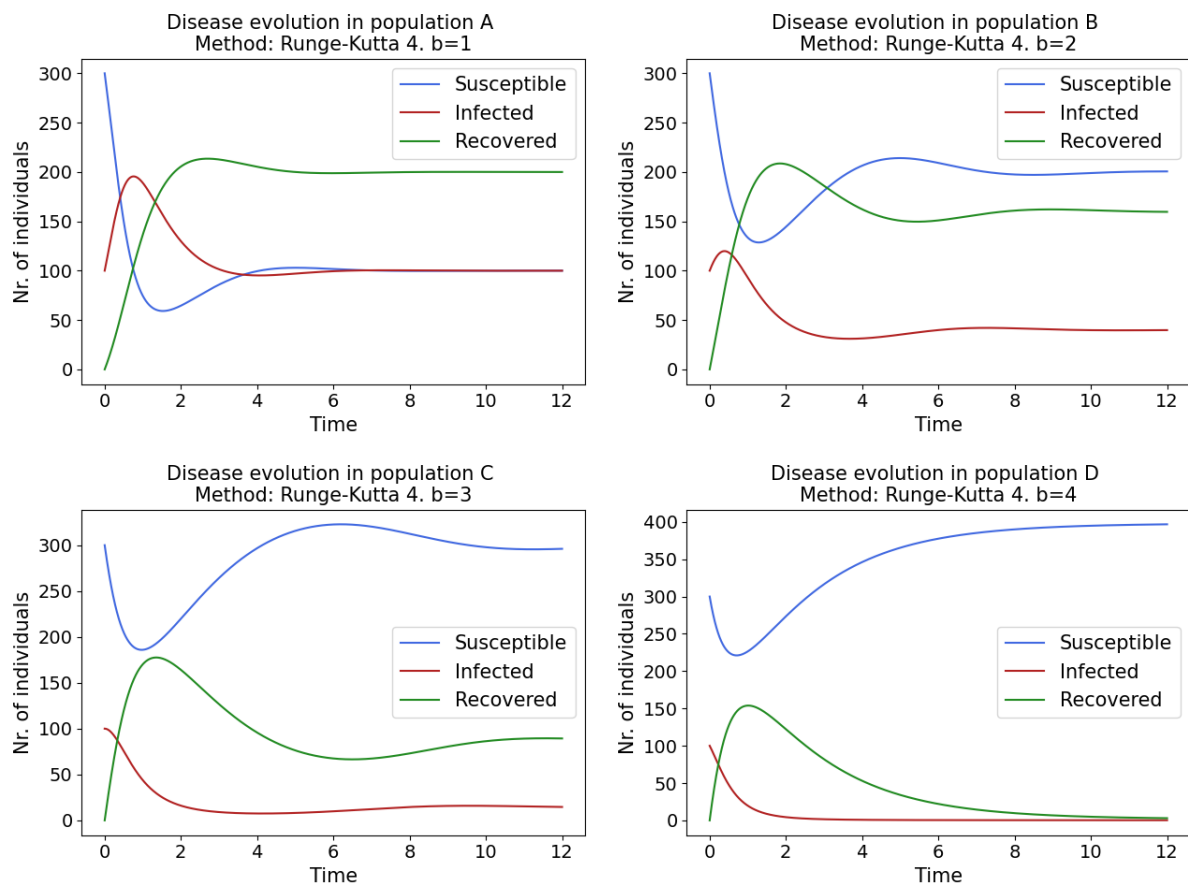 Disease evolution in population A
Method: Runge-Kutta 4. b=1
Nr. of individuals
300
250
200
150
100
50
0
Susceptible
Infected
Recovered
0 2 4 6 8 10 12
Time
Disease evolution in population B
Method: Runge-Kutta 4. b=2
Nr. of individuals
300
250
200
150
100
50
0
Susceptible
Infected
Recovered
0 2 4 6 8 10 12
Time
Disease evolution in population C
Method: Runge-Kutta 4. b=3
Nr. of individuals
300
250
200
150
100
50
0
Susceptible
Infected
Recovered
0 2 4 6 8 10 12
Time
Disease evolution in population D
Method: Runge-Kutta 4. b=4
Nr. of individuals
400
350
300
250
200
150
100
50
0
Susceptible
Infected
Recovered
0 2 4 6 8 10 12
Time